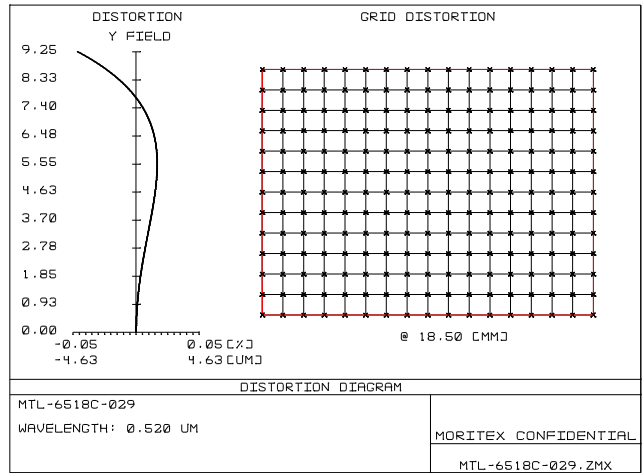 DISTORTION
Y FIELD
GRID DISTORTION
9.25
8.33
7.40
6.48
5.55
4.63
3.70
2.78
1.85
0.93
0.00
-0.05 0.05[%]
-4.63 4.63[UM]
@ 18.50 [MM]
DISTORTION DIAGRAM
MTL-6518C-029
WAVELENGTH: 0.520 UM
MORITEX CONFIDENTIAL
MTL-6518C-029.ZMX